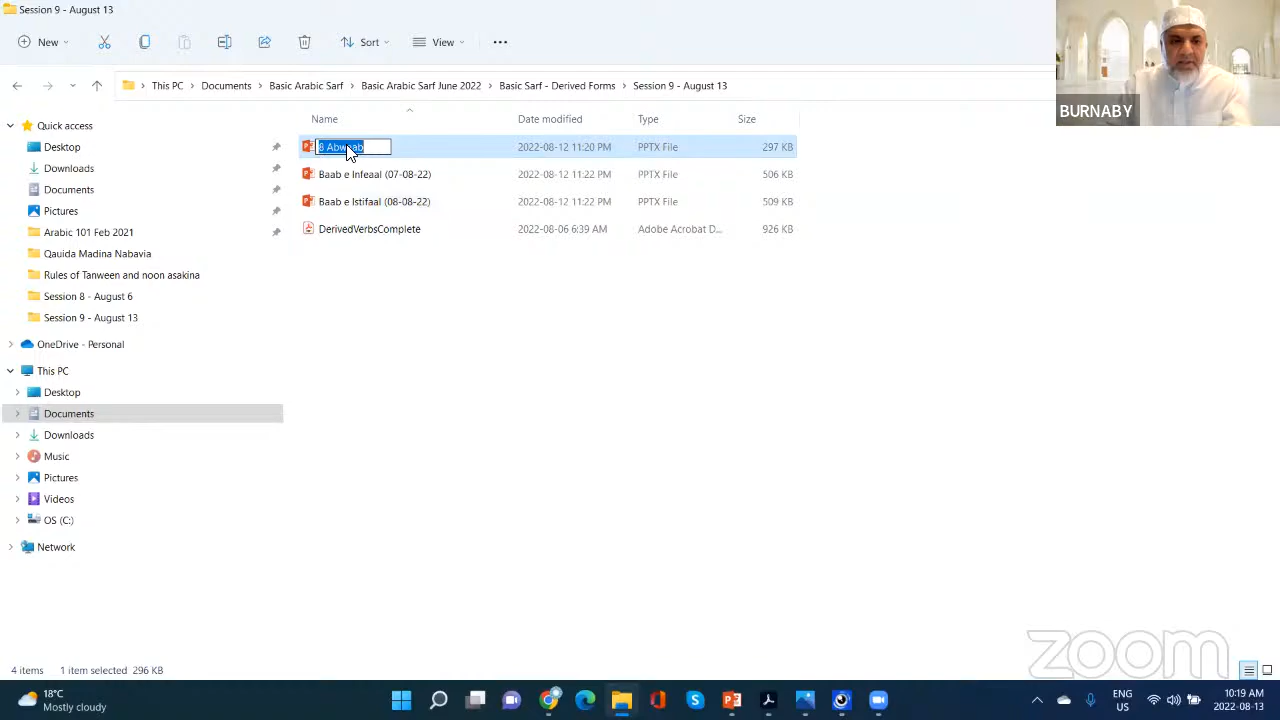 Session 9 - August 13
New
Sort
View
This PC
Documents
Basic Arabic Sarf
Basic Arabic Sarf June 2022
Basic Sarf - Derived Forms
Session 9 - August 13
BURNABY
Name
Date modified
Type
Size
8 Abwaab
2022-08-12 11:20 PM
PPTX File
297 KB
Baab e Infeaal (07-08-22)
2022-08-12 11:22 PM
PPTX File
506 KB
Baab e Istifaal (08-08-22)
2022-08-12 11:22 PM
PPTX File
509 KB
DerivedVerbsComplete
2022-08-06 6:39 AM
Adobe Acrobat D...
926 KB
Quick access
Desktop
Downloads
Documents
Pictures
Arabic 101 Feb 2021
Qauida Madina Nabavia
Rules of Tanween and noon asakina
Session 8 - August 6
Session 9 - August 13
OneDrive - Personal
This PC
Desktop
Documents
Downloads
Music
Pictures
Videos
OS (C:)
Network
zoom
4 items
1 item selected 296 KB
18°C
Mostly cloudy
ENG
US
10:19 AM
2022-08-13